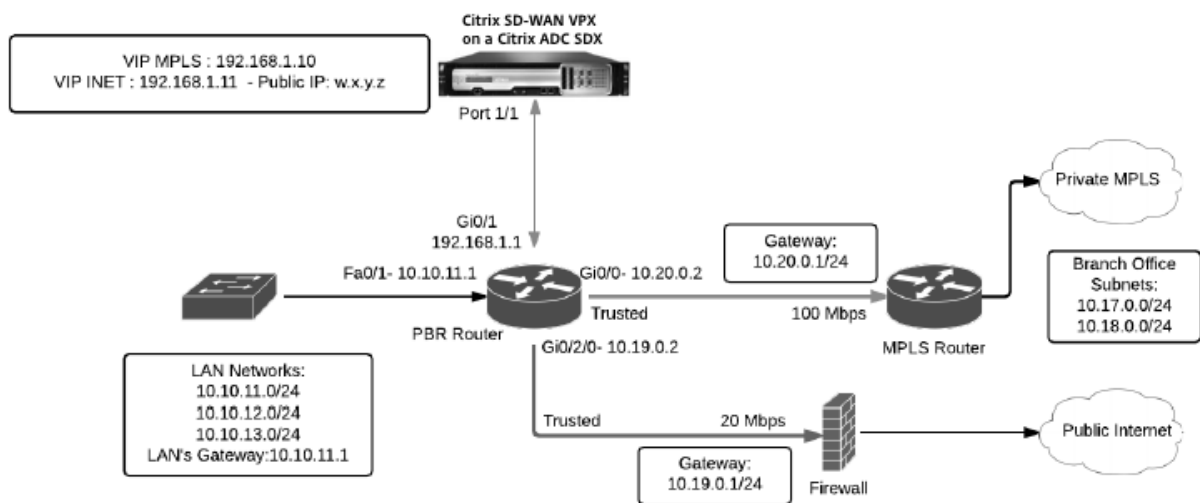 Citrix SD-WAN VPX
on a Citrix ADC SDX
VIP MPLS : 192.168.1.10
VIP INET : 192.168.1.11 - Public IP: w.x.y.z
Port 1/1
Private MPLS
Gi0/1
192.168.1.1
Gateway:
10.20.0.1/24
Fa0/1- 10.10.11.1
Gi0/0- 10.20.0.2
Branch Office
Subnets:
10.17.0.0/24
10.18.0.0/24
Trusted
100 Mbps
PBR Router
MPLS Router
Gi0/2/0- 10.19.0.2
LAN Networks:
10.10.11.0/24
10.10.12.0/24
10.10.13.0/24
LAN's Gateway:10.10.11.1
Trusted
20 Mbps
Public Internet
Gateway:
10.19.0.1/24
Firewall